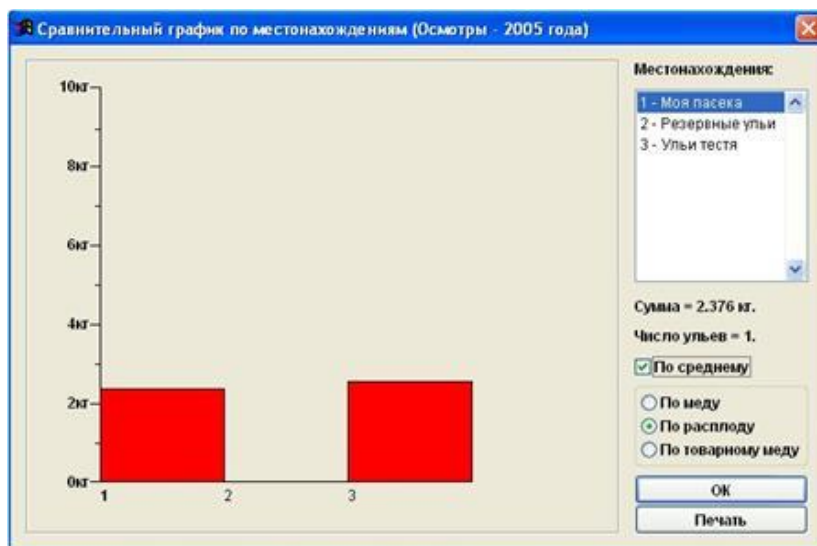 Сравнительный график по местонахождениям (Осмотры - 2005 года)
10кг
8кг
6кг
4кг
2кг
0кг
1 2 3
Местонахождения:
1 - Моя пасека
2 - Резервные ульи
3 - Ульи тестя
Сумма = 2.376 кг.
Число ульев = 1.
По среднему
По меду
По расплоду
По товарному меду
ОК
Печать